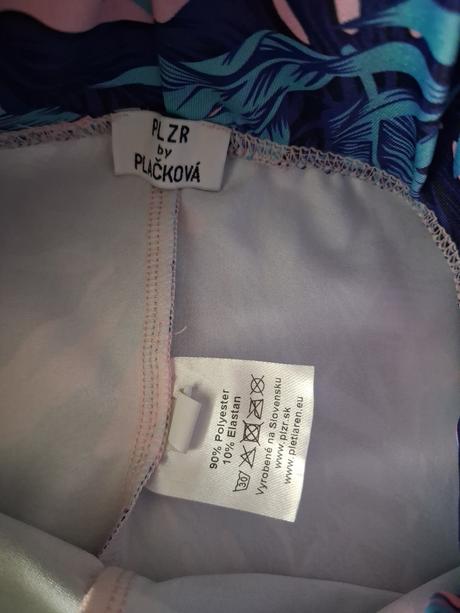 PLZR
by
PLAČKOVÁ
90% Polyester
10% Elastan
30
Vyrobené na Slovensku
www.plzr.sk
www.pletiaren.eu